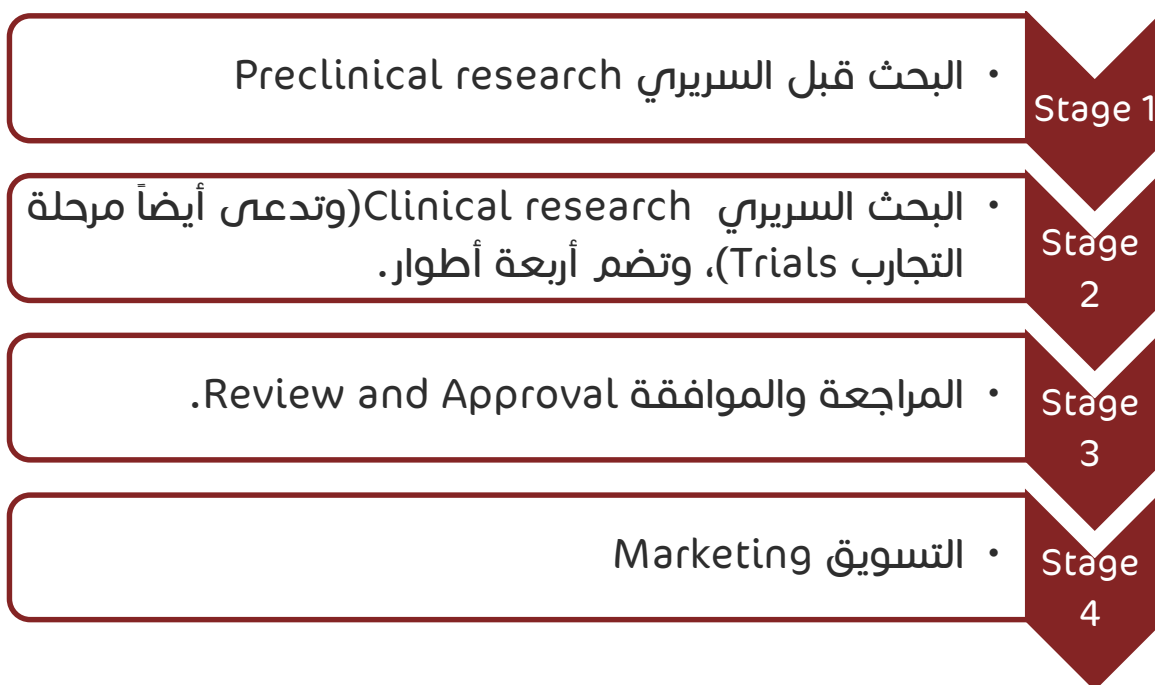 Stage 1
• البحث قبل السريري Preclinical research
Stage
2
• البحث السريري Clinical research(وتدعى أيضاً مرحلة
التجارب Trials)، وتضم أربعة أطوار.
Stage
3
• المراجعة والموافقة Review and Approval.
Stage
4
• التسويق Marketing